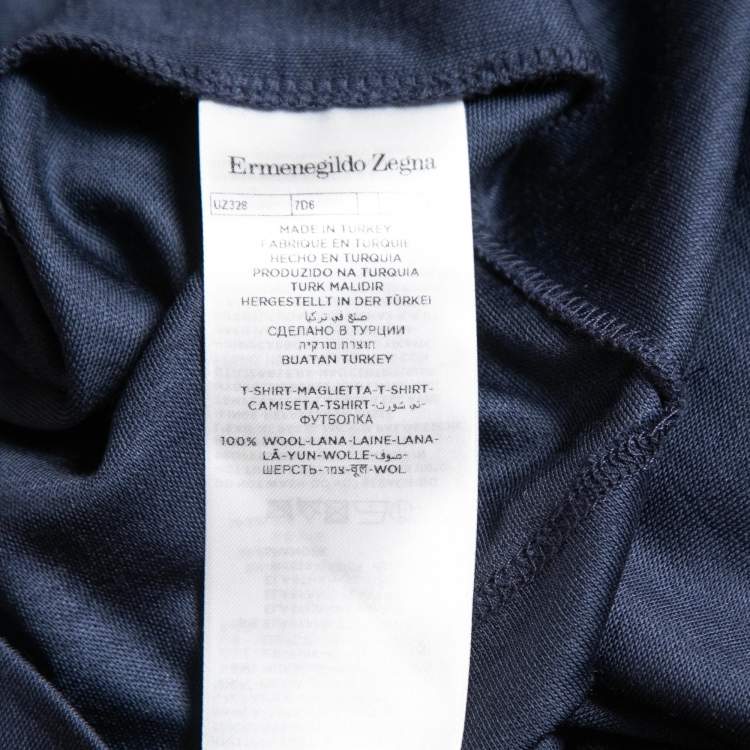 Ermenegildo Zegna
UZ328 7D6
MADE IN TURKEY
FABRIQUE EN TURQUIE
HECHO EN TURQUIA
PRODUZIDO NA TURQUIA
TURK MALIDIR
HERGESTELLT IN DER TÜRKEI
صنع في تركيا
СДЕЛАНО В ТУРЦИИ
תוצרת טורקיה
BUATAN TURKEY
T-SHIRT-MAGLIETTA-T-SHIRT-
CAMISETA-TSHIRT-تي شورت-
ФУТБОЛКА
100% WOOL-LANA-LAINE-LANA-
LÃ-YUN-WOLLE-صوف-
ШЕРСТЬ-צמר-वूल-WOL